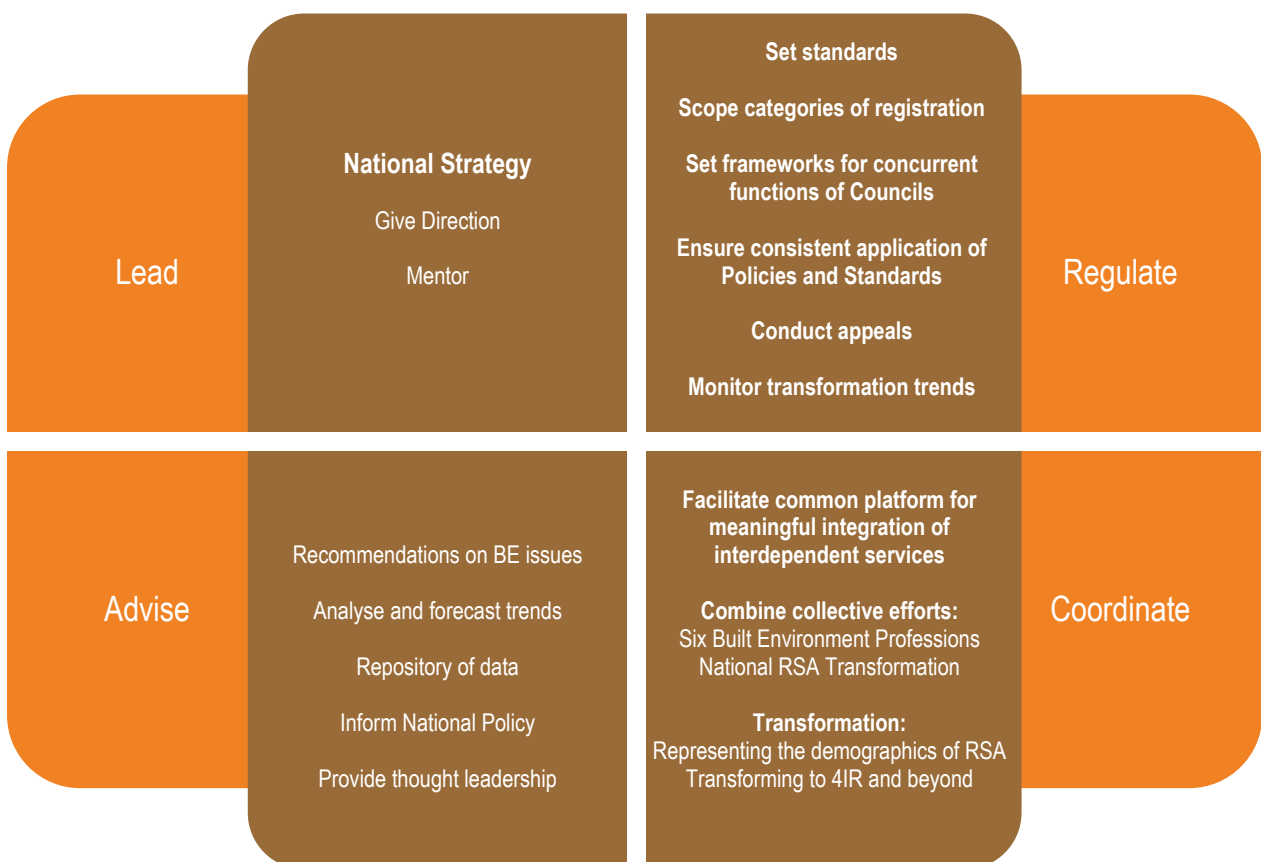 Lead
National Strategy
Give Direction
Mentor
Set standards
Scope categories of registration
Set frameworks for concurrent
functions of Councils
Ensure consistent application of
Policies and Standards
Conduct appeals
Monitor transformation trends
Regulate
Advise
Recommendations on BE issues
Analyse and forecast trends
Repository of data
Inform National Policy
Provide thought leadership
Facilitate common platform for
meaningful integration of
interdependent services
Combine collective efforts:
Six Built Environment Professions
National RSA Transformation
Transformation:
Representing the demographics of RSA
Transforming to 4IR and beyond
Coordinate